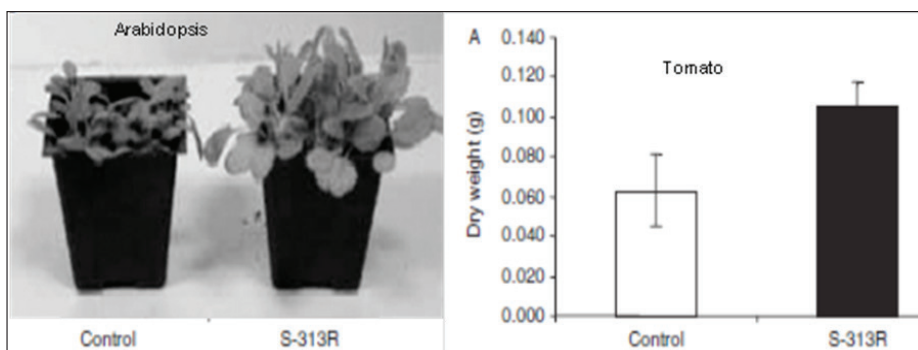 Arabidopsis
Control
S-313R
A
Tomato
Dry weight (g)
0.140
0.120
0.100
0.080
0.060
0.040
0.020
0.000
Control
S-313R